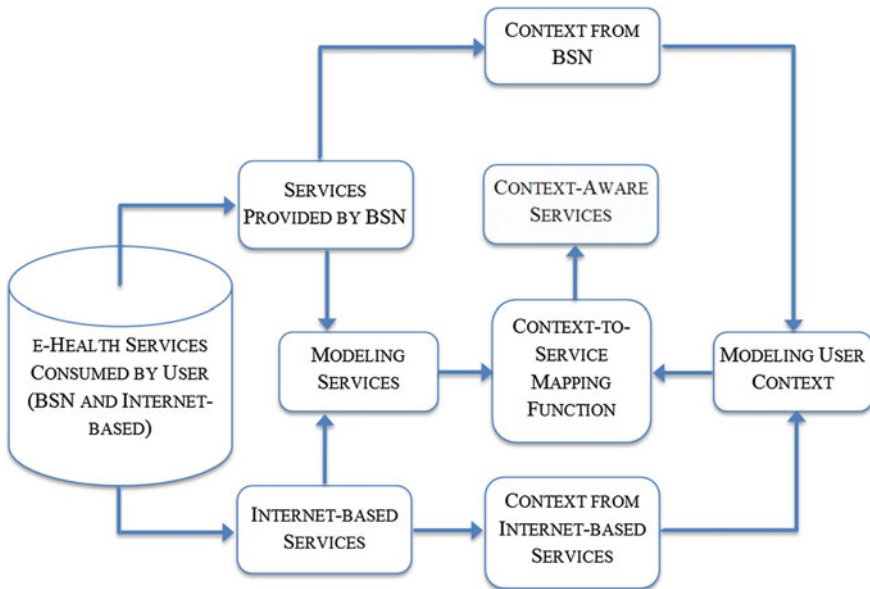 CONTEXT FROM
BSN
SERVICES
PROVIDED BY BSN
CONTEXT-AWARE
SERVICES
E-HEALTH SERVICES
CONSUMED BY USER
(BSN AND INTERNET-
BASED)
MODELING
SERVICES
CONTEXT-TO-
SERVICE
MAPPING
FUNCTION
MODELING USER
CONTEXT
INTERNET-BASED
SERVICES
CONTEXT FROM
INTERNET-BASED
SERVICES